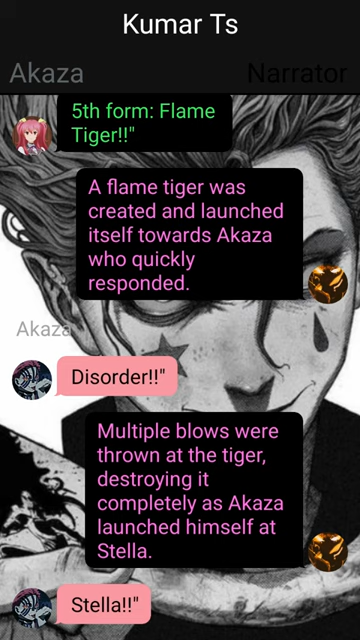 Kumar Ts
Akaza
Narrator
5th form: Flame
Tiger!!"
A flame tiger was
created and launched
itself towards Akaza
who quickly
responded.
Akaza
Disorder!!"
Multiple blows were
thrown at the tiger,
destroying it
completely as Akaza
launched himself at
Stella.
Stella!!"